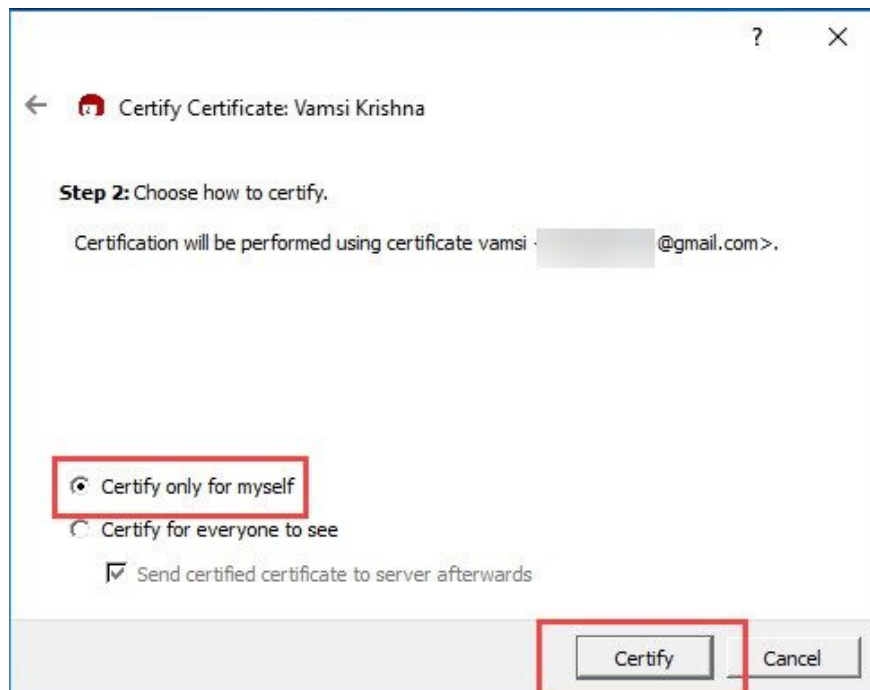 ?
Certify Certificate: Vamsi Krishna
Step 2: Choose how to certify.
Certification will be performed using certificate vamsi @gmail.com>.
Certify only for myself
Certify for everyone to see
Send certified certificate to server afterwards
Certify Cancel